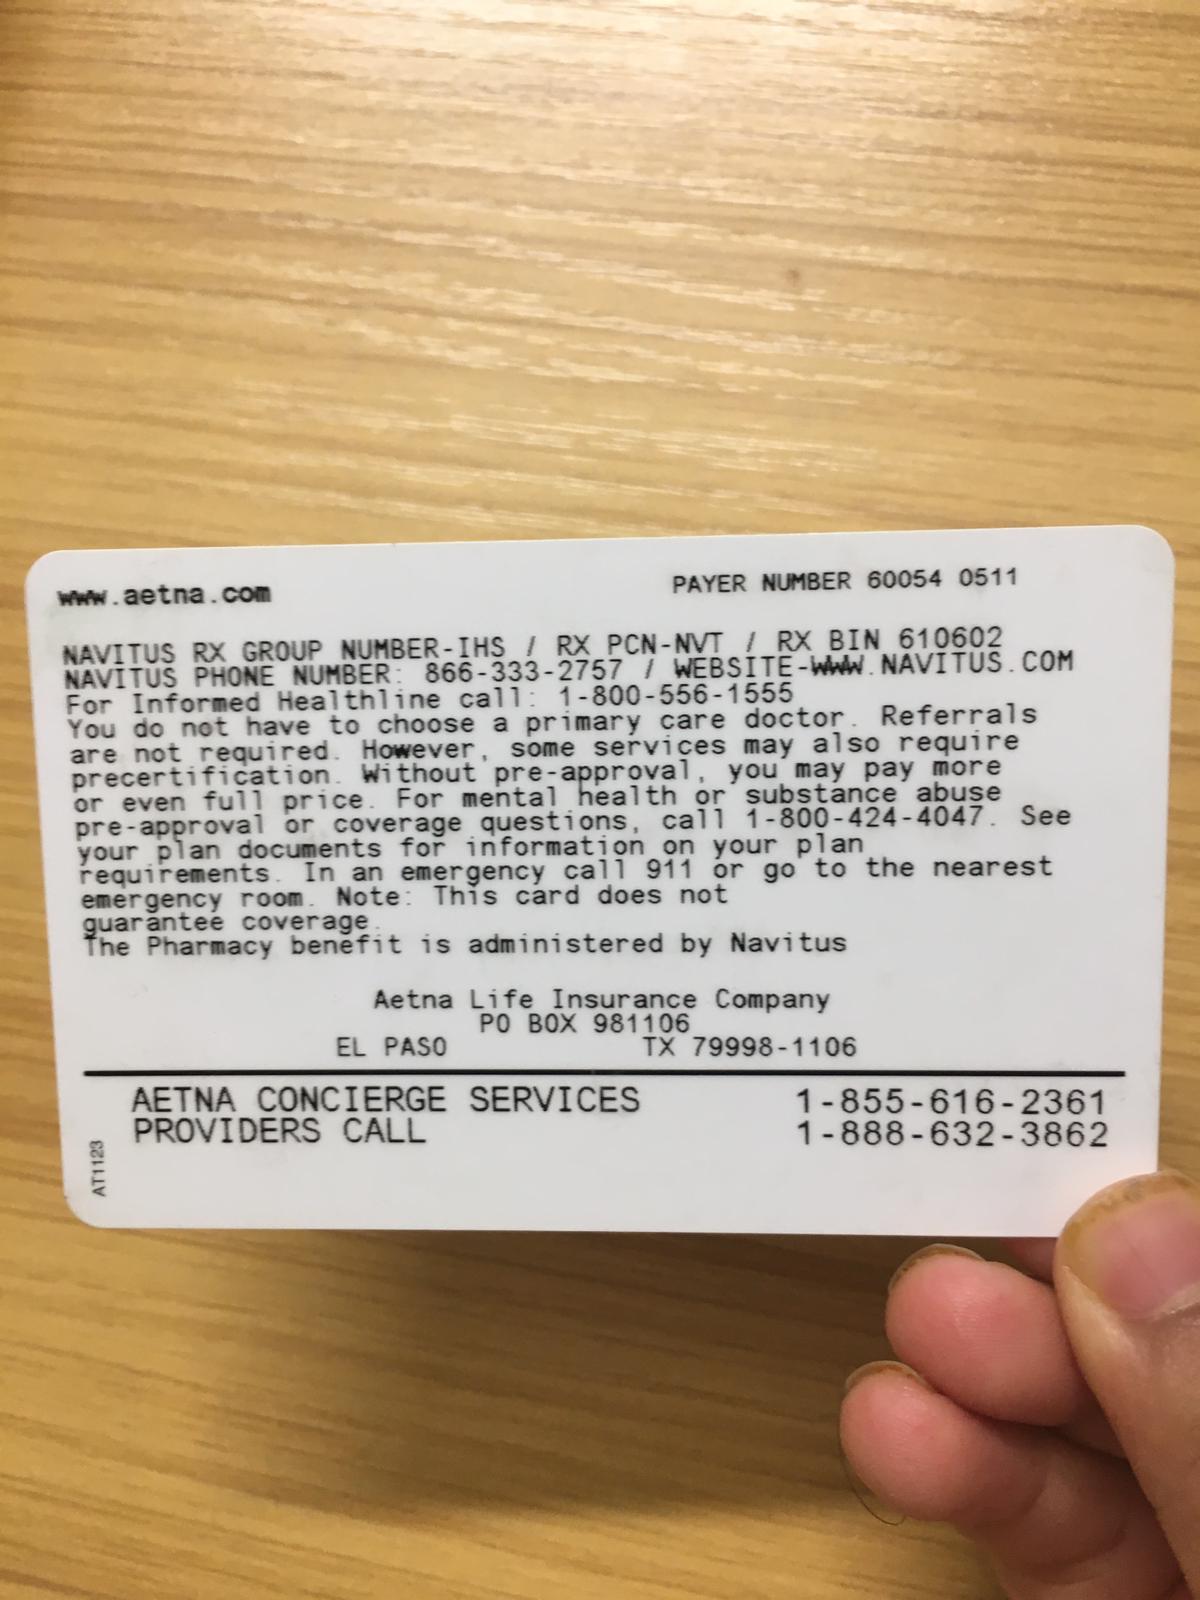 www.aetna.com PAYER NUMBER 60054 0511
NAVITUS RX GROUP NUMBER-IHS / RX PCN-NVT / RX BIN 610602
NAVITUS PHONE NUMBER: 866-333-2757 / WEBSITE-WWW.NAVITUS.COM
For Informed Healthline call: 1-800-556-1555
You do not have to choose a primary care doctor. Referrals
are not required. However, some services may also require
precertification. Without pre-approval, you may pay more
or even full price. For mental health or substance abuse
pre-approval or coverage questions, call 1-800-424-4047. See
your plan documents for information on your plan
requirements. In an emergency call 911 or go to the nearest
emergency room. Note: This card does not
guarantee coverage.
The Pharmacy benefit is administered by Navitus
Aetna Life Insurance Company
PO BOX 981106
EL PASO TX 79998-1106
AETNA CONCIERGE SERVICES 1-855-616-2361
PROVIDERS CALL 1-888-632-3862
AT1123